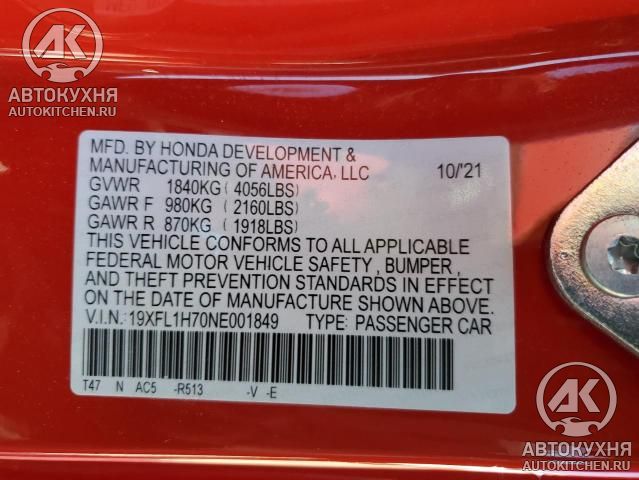 AK
АВТОКУХНЯ
AUTOKITCHEN.RU
MFD. BY HONDA DEVELOPMENT &
MANUFACTURING OF AMERICA, LLC 10/'21
GVWR 1840KG ( 4056LBS)
GAWR F 980KG ( 2160LBS)
GAWR R 870KG ( 1918LBS)
THIS VEHICLE CONFORMS TO ALL APPLICABLE
FEDERAL MOTOR VEHICLE SAFETY , BUMPER ,
AND THEFT PREVENTION STANDARDS IN EFFECT
ON THE DATE OF MANUFACTURE SHOWN ABOVE.
V.I.N.: 19XFL1H70NE001849 TYPE: PASSENGER CAR
T47 N AC5 -R513 -V -E
AK
АВТОКУХНЯ
AUTOKITCHEN.RU